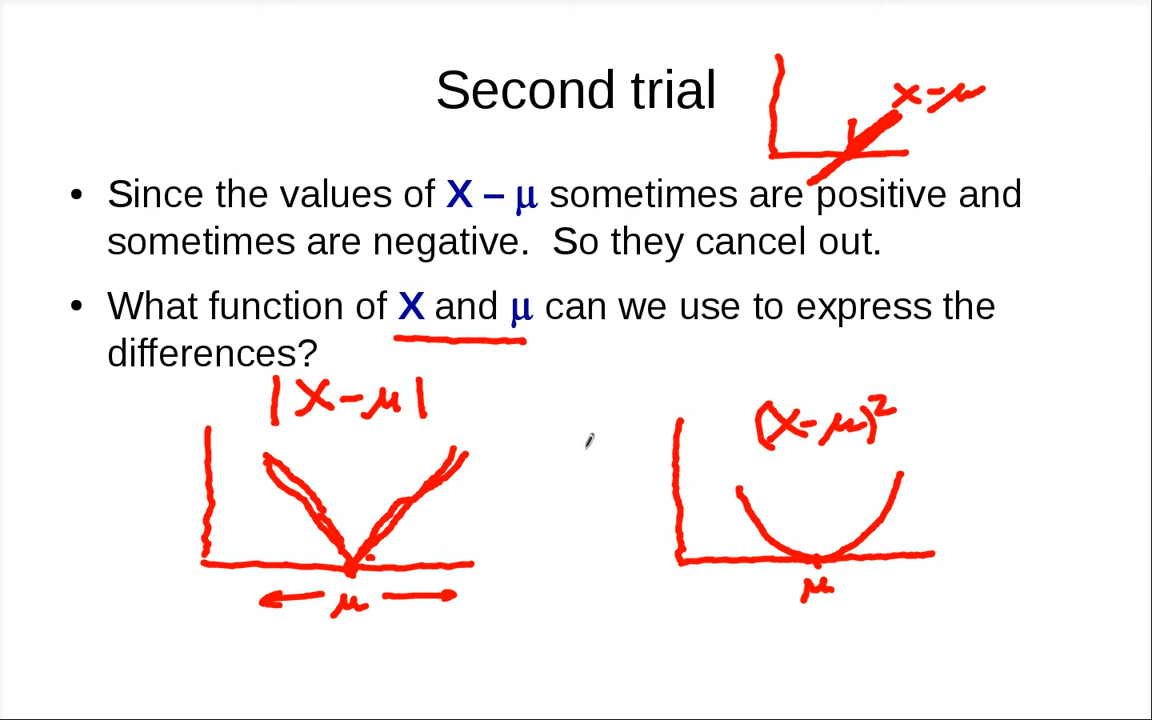 Second trial
x-μ
• Since the values of X – μ sometimes are positive and
sometimes are negative.  So they cancel out.
• What function of X and μ can we use to express the
differences?
|X-μ|
(X-μ)²
μ
μ